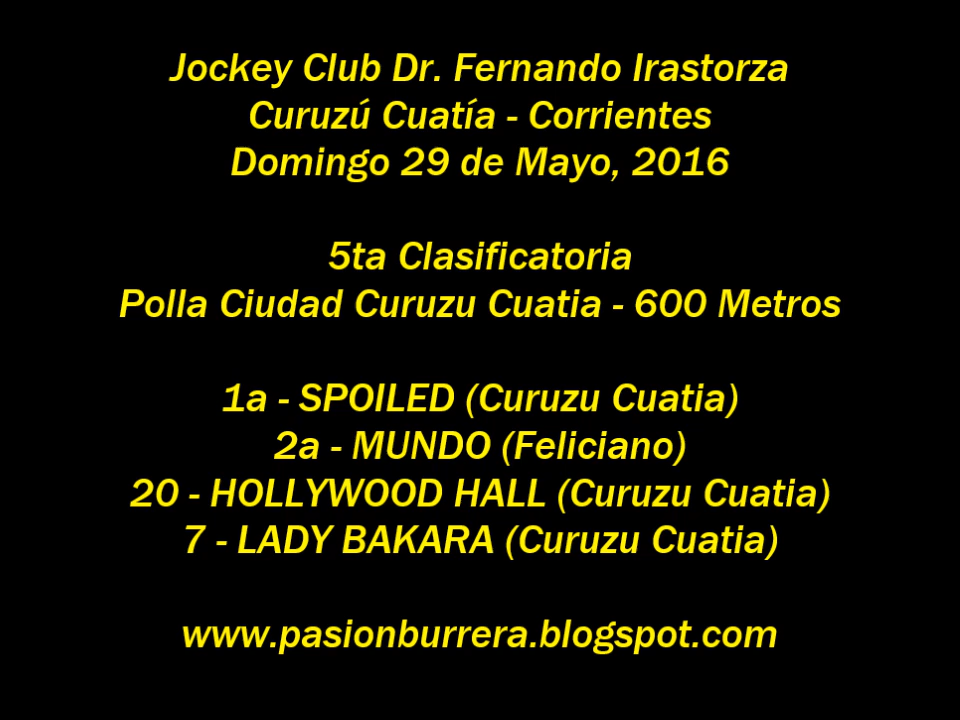 Jockey Club Dr. Fernando Irastorza
Curuzú Cuatía - Corrientes
Domingo 29 de Mayo, 2016
5ta Clasificatoria
Polla Ciudad Curuzu Cuatia - 600 Metros
1a - SPOILED (Curuzu Cuatia)
2a - MUNDO (Feliciano)
20 - HOLLYWOOD HALL (Curuzu Cuatia)
7 - LADY BAKARA (Curuzu Cuatia)
www.pasionburrera.blogspot.com